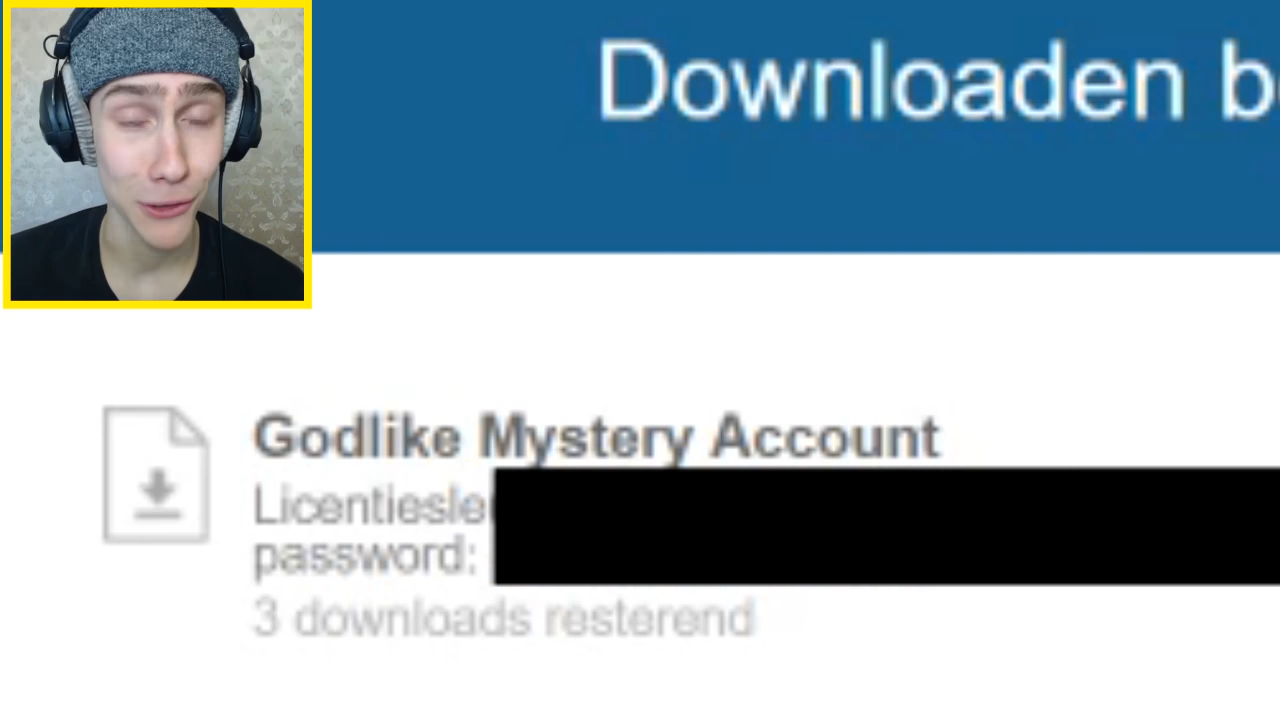 Downloaden b
Godlike Mystery Account
Licentiesle
password:
3 downloads resterend